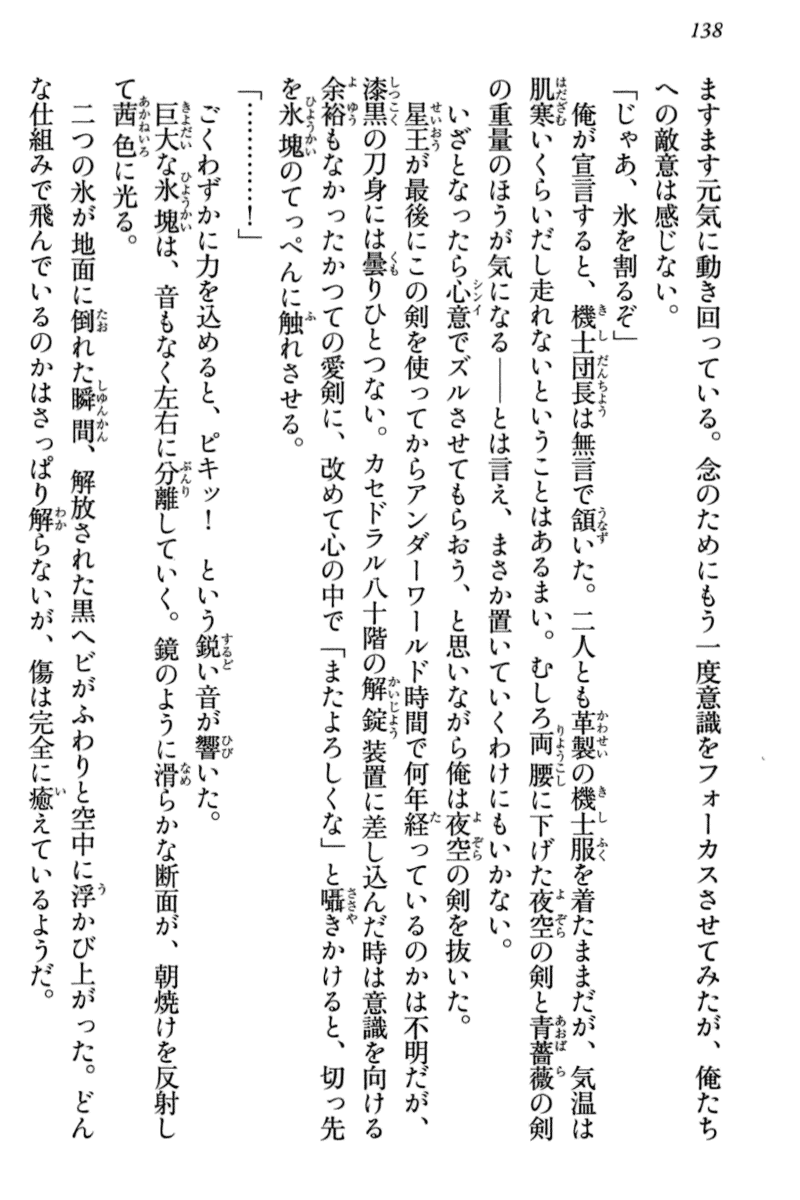 138
ますます元気に動き回っている。念のためにもう一度意識をフォーカスさせてみたが、俺たち
への敵意は感じない。
「じゃあ、氷を割るぞ」
俺が宣言すると、機士団長は無言で頷いた。二人とも革製の機士服を着たままだが、気温は
肌寒いくらいだし走れないということはあるまい。むしろ両腰に下げた夜空の剣と青薔薇の剣
の重量のほうが気になる――とは言え、まさか置いていくわけにもいかない。
いざとなったら心意でズルさせてもらおう、と思いながら俺は夜空の剣を抜いた。
星王が最後にこの剣を使ってからアンダーワールド時間で何年経っているのかは不明だが、
漆黒の刀身には曇りひとつない。カセドラル八十階の解錠装置に差し込んだ時は意識を向ける
余裕もなかったかつての愛剣に、改めて心の中で「またよろしくな」と囁きかけると、切っ先
を氷塊のてっぺんに触れさせる。
「…………！」
ごくわずかに力を込めると、ピキッ！　という鋭い音が響いた。
巨大な氷塊は、音もなく左右に分離していく。鏡のように滑らかな断面が、朝焼けを反射し
て茜色に光る。
二つの氷が地面に倒れた瞬間、解放された黒ヘビがふわりと空中に浮かび上がった。どん
な仕組みで飛んでいるのかはさっぱり解らないが、傷は完全に癒えているようだ。